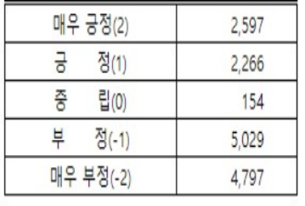 매우 긍정(2) 2,597
긍 정(1) 2,266
중 립(0) 154
부 정(-1) 5,029
매우 부정(-2) 4,797